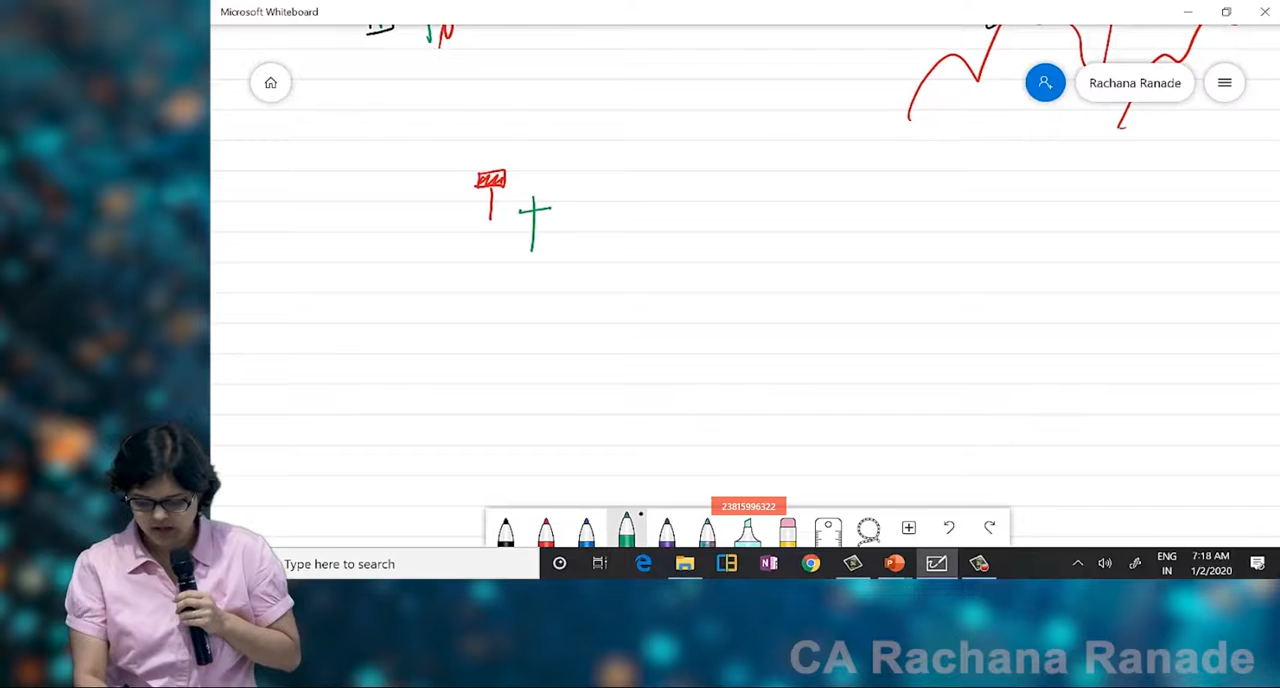 Microsoft Whiteboard
Rachana Ranade
23815996322
Type here to search
ENG
IN
7:18 AM
1/2/2020
CA Rachana Ranade